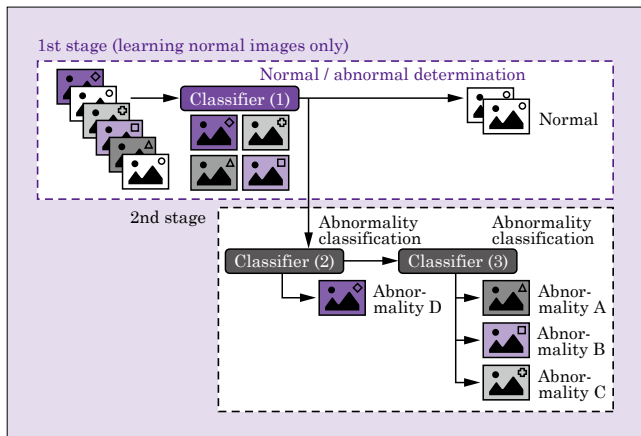 1st stage (learning normal images only)
Normal / abnormal determination
Classifier (1)
Normal
2nd stage
Abnormality
classification
Abnormality
classification
Classifier (2)
Classifier (3)
Abnor-
mality D
Abnor-
mality A
Abnor-
mality B
Abnor-
mality C